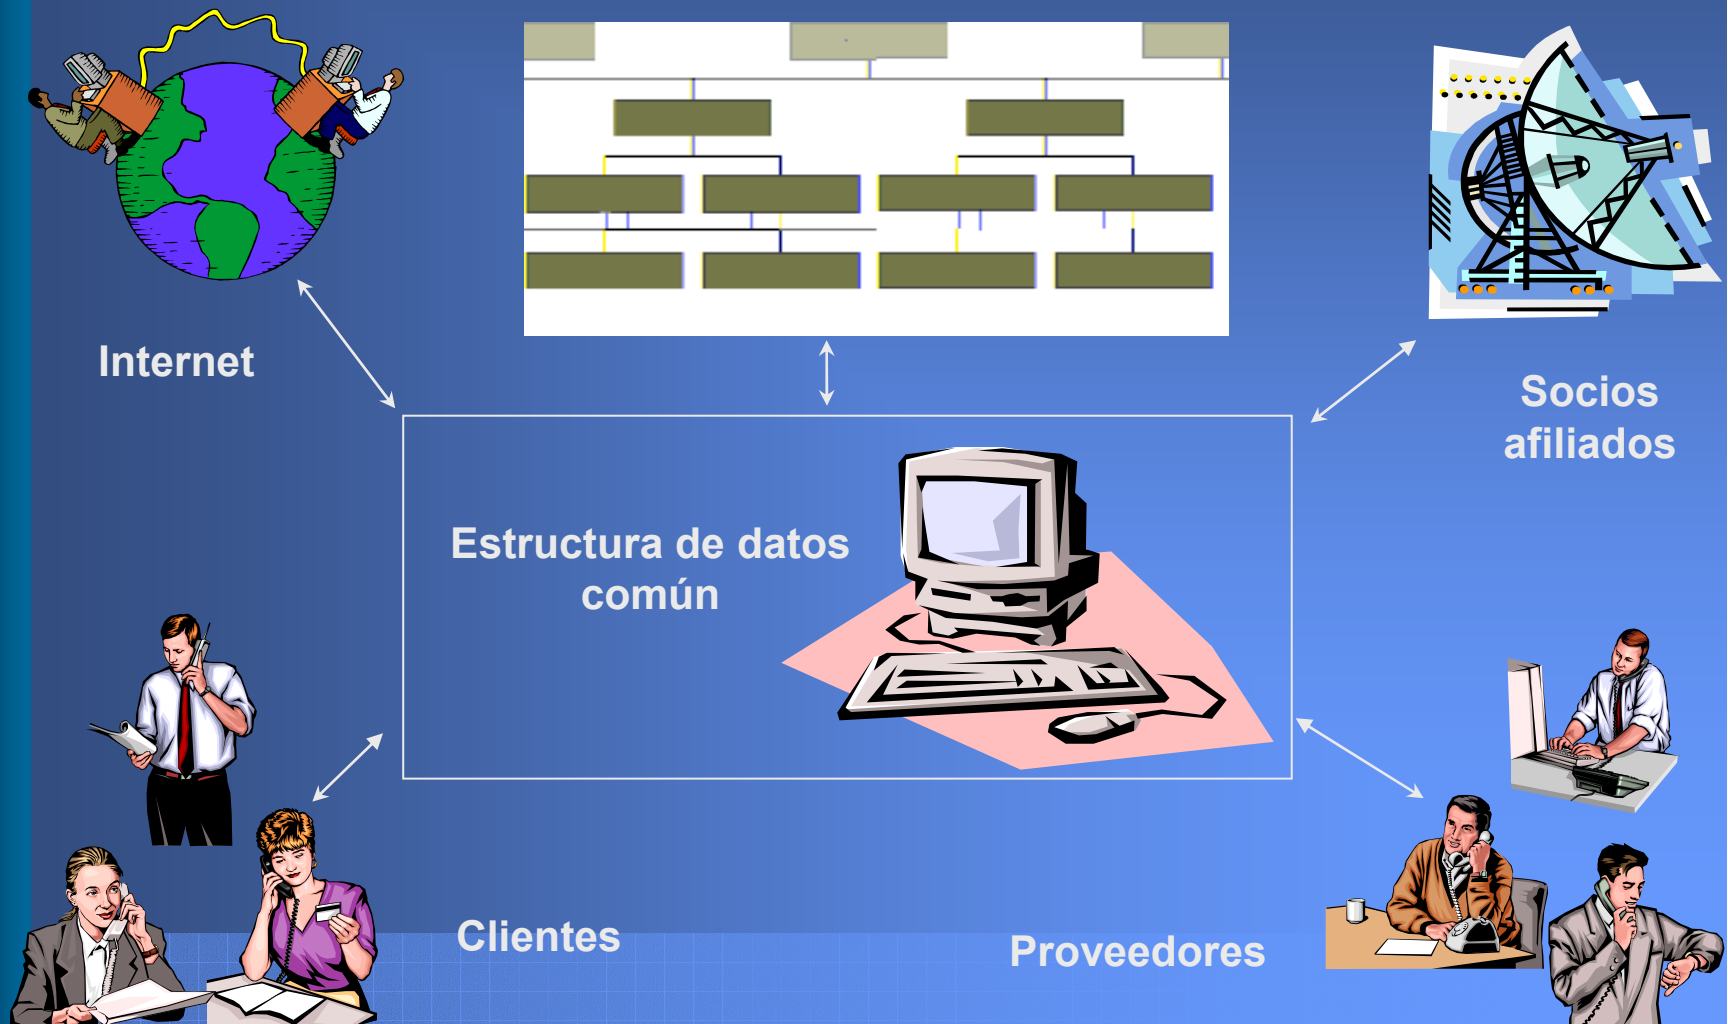 Internet
Socios
afiliados
Estructura de datos
común
Clientes
Proveedores